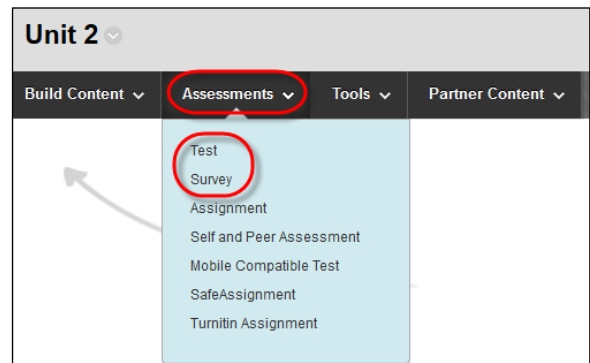 Unit 2
Build Content Assessments Tools Partner Content
Test
Survey
Assignment
Self and Peer Assessment
Mobile Compatible Test
SafeAssignment
Turnitin Assignment